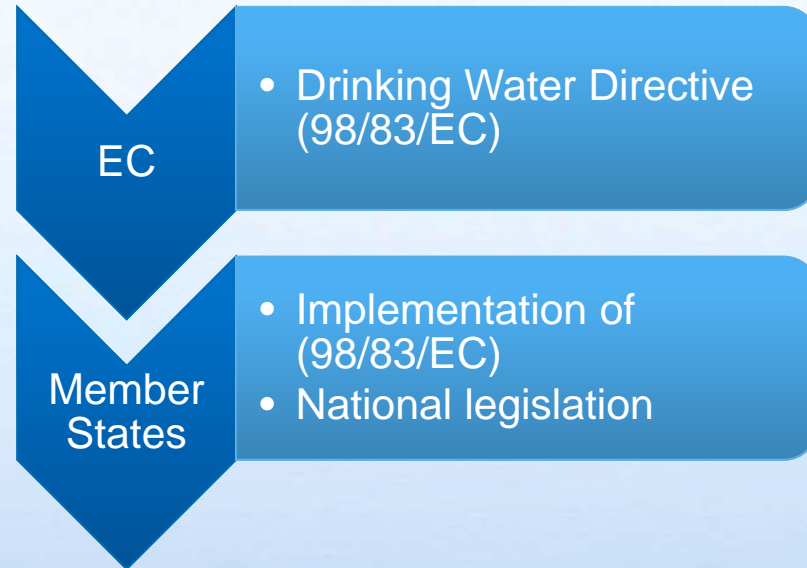 EC
• Drinking Water Directive
(98/83/EC)
Member
States
• Implementation of
(98/83/EC)
• National legislation